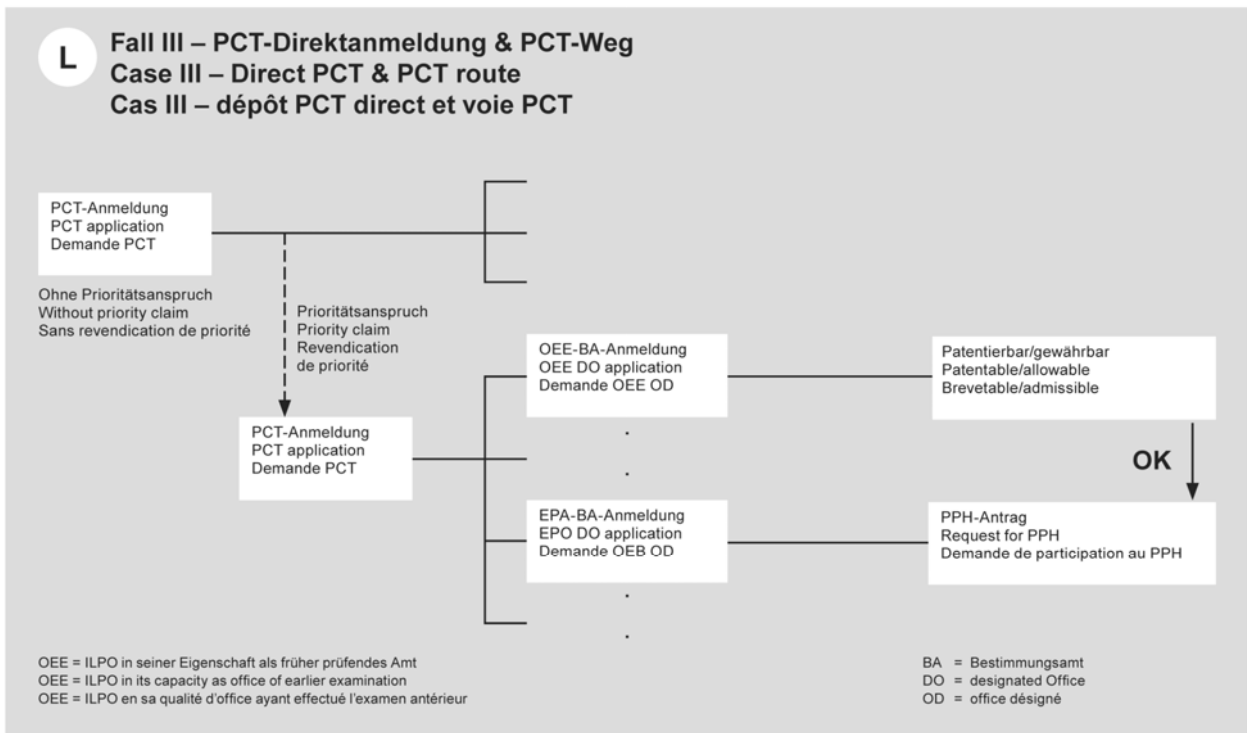 L
Fall III – PCT-Direktanmeldung & PCT-Weg
Case III – Direct PCT & PCT route
Cas III – dépôt PCT direct et voie PCT
PCT-Anmeldung
PCT application
Demande PCT
Ohne Prioritätsanspruch
Without priority claim
Sans revendication de priorité
Prioritätsanspruch
Priority claim
Revendication
de priorité
PCT-Anmeldung
PCT application
Demande PCT
OEE-BA-Anmeldung
OEE DO application
Demande OEE OD
.
.
EPA-BA-Anmeldung
EPO DO application
Demande OEB OD
.
.
Patentierbar/gewährbar
Patentable/allowable
Brevetable/admissible
OK
PPH-Antrag
Request for PPH
Demande de participation au PPH
OEE = ILPO in seiner Eigenschaft als früher prüfendes Amt
OEE = ILPO in its capacity as office of earlier examination
OEE = ILPO en sa qualité d'office ayant effectué l'examen antérieur
BA = Bestimmungsamt
DO = designated Office
OD = office désigné